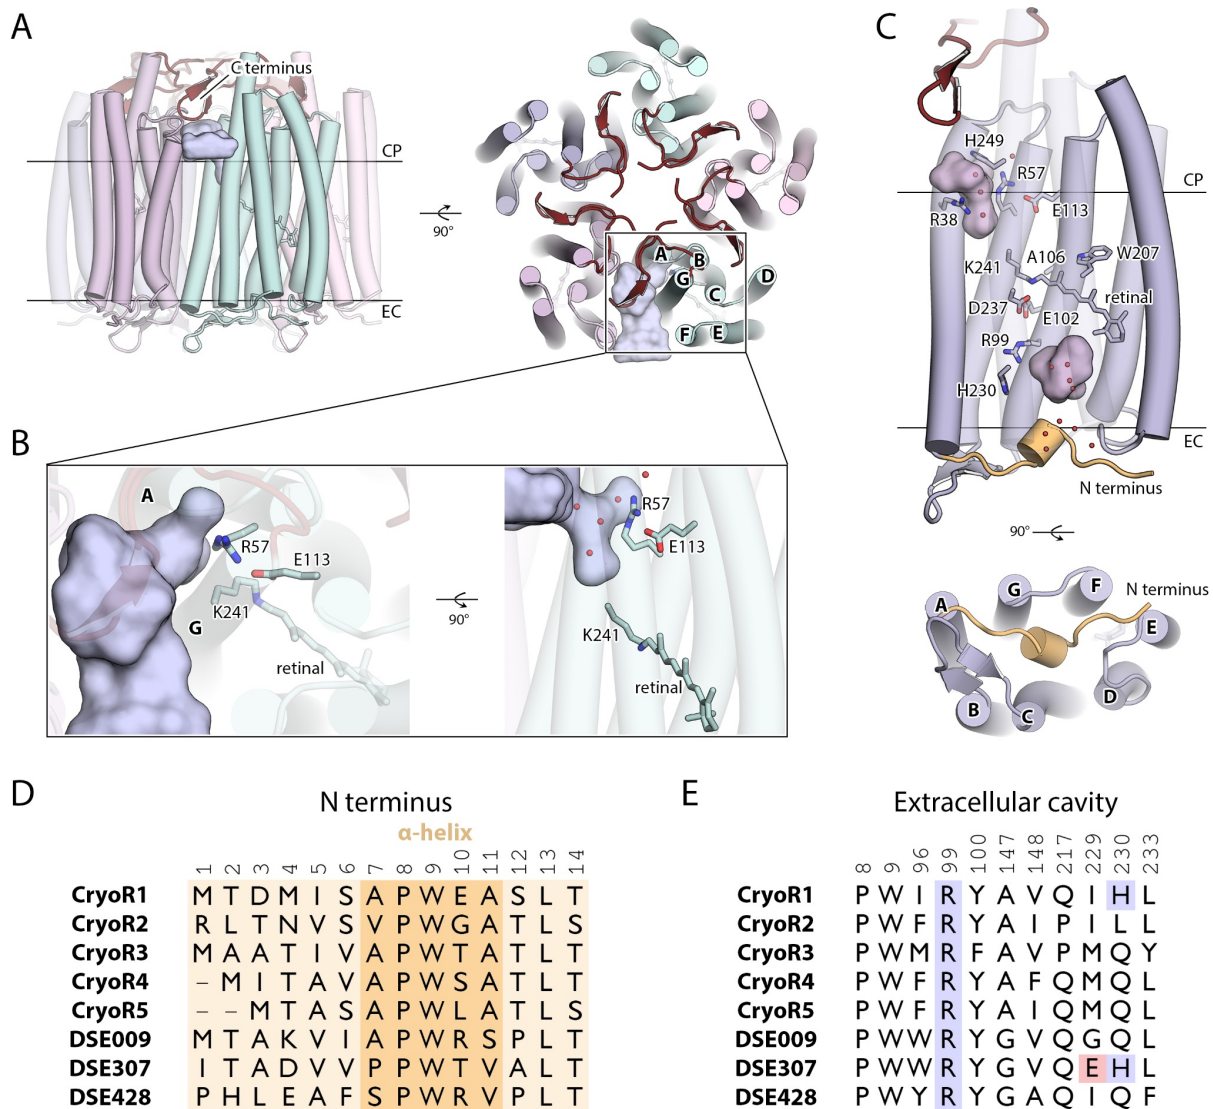 A
C terminus
CP
EC
90°
A
B
G
C
D
F
E
B
A
R57
E113
K241
G
retinal
90°
R57
E113
K241
retinal
C
H249
R57
CP
R38
E113
A106
W207
K241
retinal
D237
E102
R99
H230
EC
N terminus
90°
G
F
N terminus
A
E
D
B
C
D
N terminus
α-helix
1 2 3 4 5 6 7 8 9 10 11 12 13 14
CryoR1 M T D M I S A P W E A S L T
CryoR2 R L T N V S V P W G A T L S
CryoR3 M A A T I V A P W T A T L T
CryoR4 – M I T A V A P W S A T L T
CryoR5 – – M T A S A P W L A T L S
DSE009 M T A K V I A P W R S P L T
DSE307 I T A D V V P P W T V A L T
DSE428 P H L E A F S P W R V P L T
E
Extracellular cavity
8 9 96 99 100 147 148 217 229 230 233
CryoR1 P W I R Y A V Q I H L
CryoR2 P W F R Y A I P I L L
CryoR3 P W M R F A V P M Q Y
CryoR4 P W F R Y A F Q M Q L
CryoR5 P W F R Y A I Q M Q L
DSE009 P W W R Y G V Q G Q L
DSE307 P W W R Y G V Q E H L
DSE428 P W Y R Y G A Q I Q F